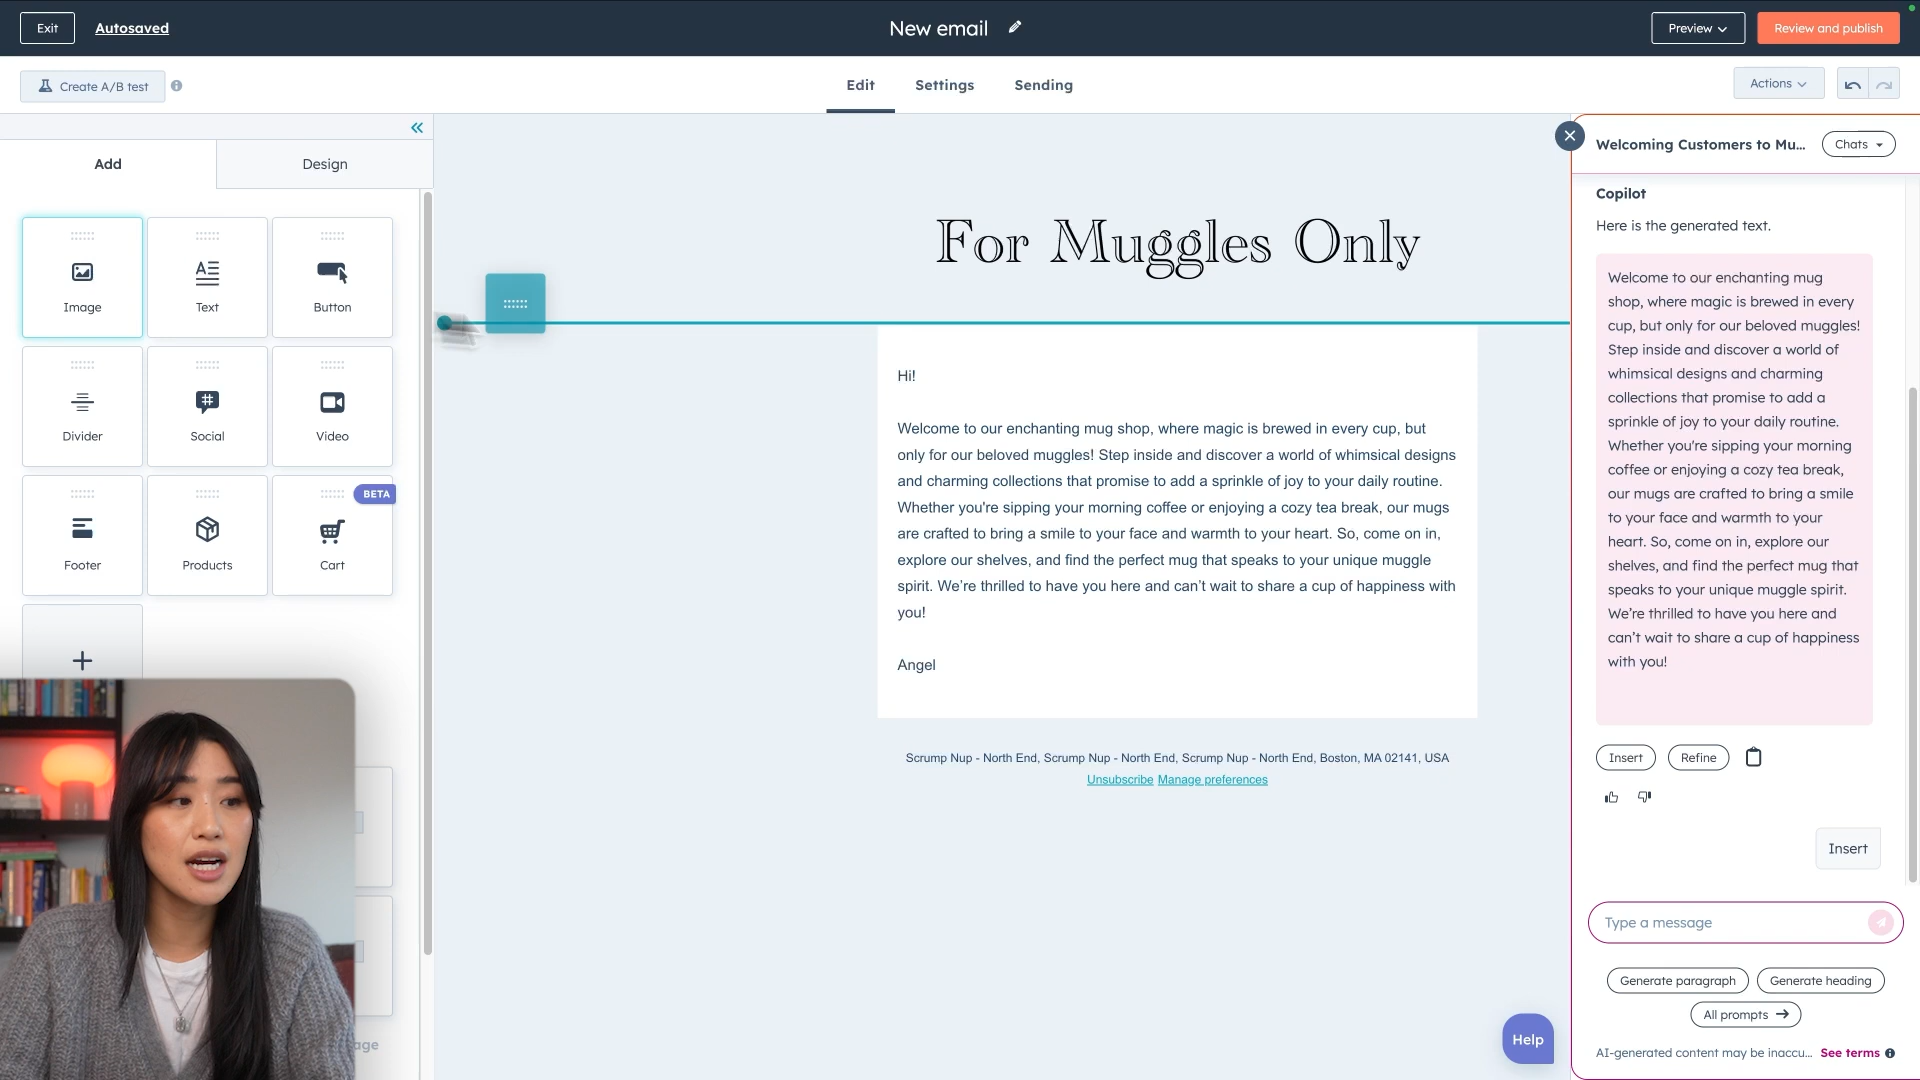 Exit
Autosaved
New email
Preview
Review and publish
Create A/B test
Edit
Settings
Sending
Actions
Add
Design
Image
Text
Button
Divider
Social
Video
Footer
Products
BETA
Cart
age
For Muggles Only
Hi!
Welcome to our enchanting mug shop, where magic is brewed in every cup, but
only for our beloved muggles! Step inside and discover a world of whimsical designs
and charming collections that promise to add a sprinkle of joy to your daily routine.
Whether you're sipping your morning coffee or enjoying a cozy tea break, our mugs
are crafted to bring a smile to your face and warmth to your heart. So, come on in,
explore our shelves, and find the perfect mug that speaks to your unique muggle
spirit. We're thrilled to have you here and can't wait to share a cup of happiness with
you!
Angel
Scrump Nup - North End, Scrump Nup - North End, Scrump Nup - North End, Boston, MA 02141, USA
Unsubscribe Manage preferences
Help
Welcoming Customers to Mu...
Chats
Copilot
Here is the generated text.
Welcome to our enchanting mug
shop, where magic is brewed in every
cup, but only for our beloved muggles!
Step inside and discover a world of
whimsical designs and charming
collections that promise to add a
sprinkle of joy to your daily routine.
Whether you're sipping your morning
coffee or enjoying a cozy tea break,
our mugs are crafted to bring a smile
to your face and warmth to your
heart. So, come on in, explore our
shelves, and find the perfect mug that
speaks to your unique muggle spirit.
We're thrilled to have you here and
can't wait to share a cup of happiness
with you!
Insert
Refine
Insert
Type a message
Generate paragraph
Generate heading
All prompts
AI-generated content may be inaccu... See terms